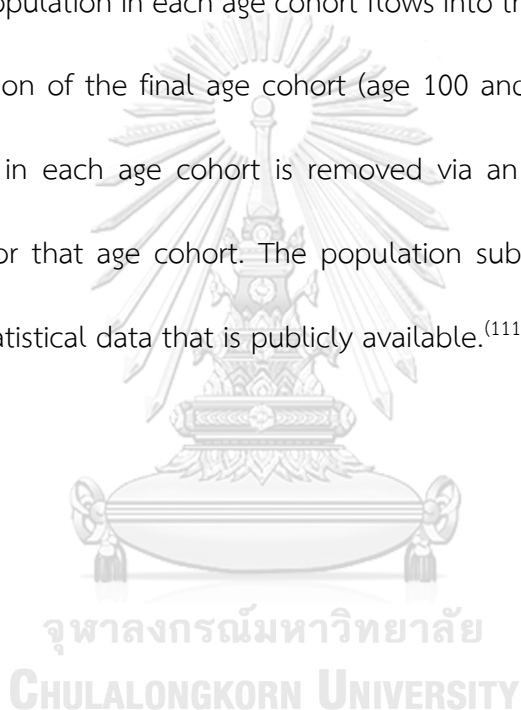 opulation in each age cohort flows into th
ion of the final age cohort (age 100 and
in each age cohort is removed via an
or that age cohort. The population sub
atistical data that is publicly available.(111
จุฬาลงกรณ์มหาวิทยาลัย
CHULALONGKORN UNIVERSITY